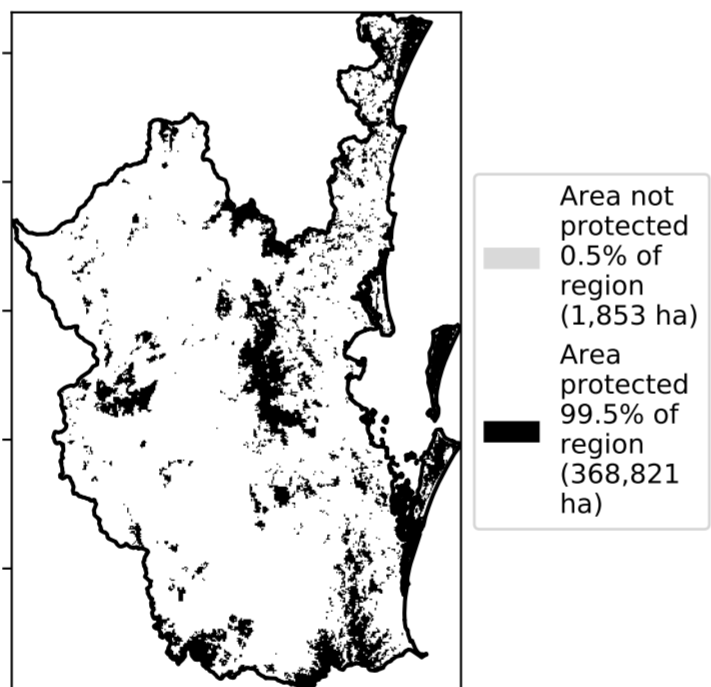 Area not
protected
0.5% of
region
(1,853 ha)
Area
protected
99.5% of
region
(368,821
ha)